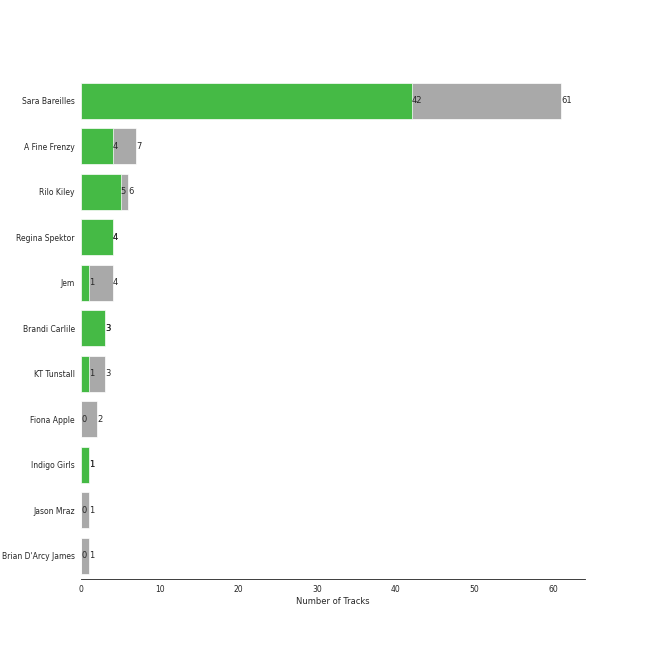 Sara Bareilles 42 61
A Fine Frenzy 4 7
Rilo Kiley 5 6
Regina Spektor 4
Jem 1 4
Brandi Carlile 3
KT Tunstall 1 3
Fiona Apple 0 2
Indigo Girls 1
Jason Mraz 0 1
Brian D'Arcy James 0 1
0 10 20 30 40 50 60
Number of Tracks